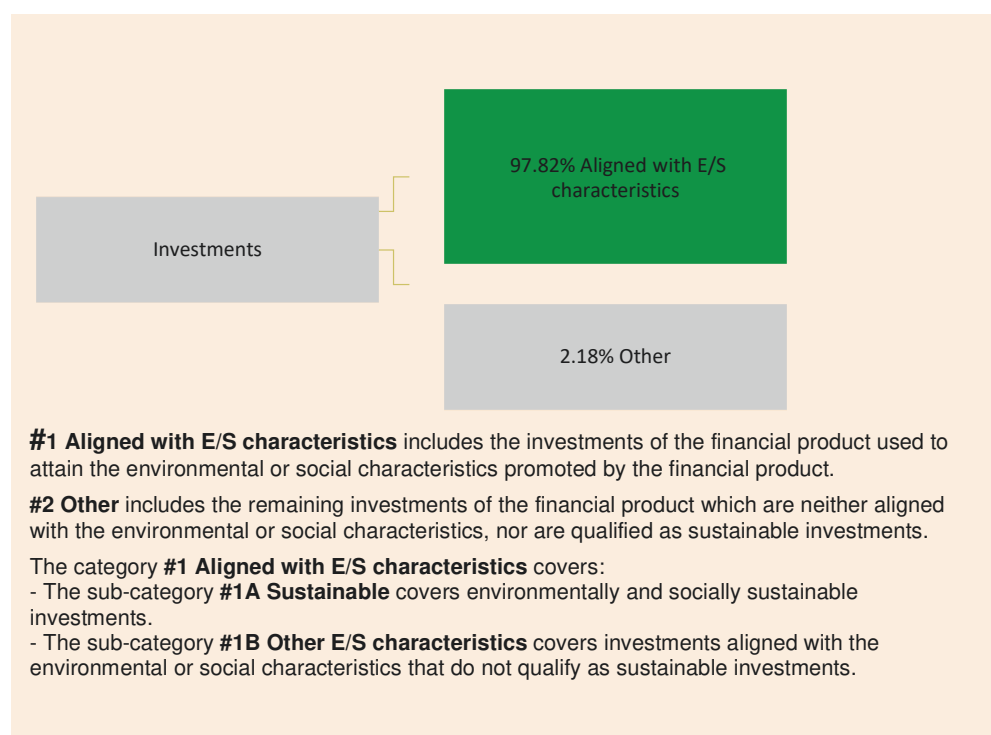 97.82% Aligned with E/S
characteristics
Investments
2.18% Other
#1 Aligned with E/S characteristics includes the investments of the financial product used to
attain the environmental or social characteristics promoted by the financial product.
#2 Other includes the remaining investments of the financial product which are neither aligned
with the environmental or social characteristics, nor are qualified as sustainable investments.
The category #1 Aligned with E/S characteristics covers:
- The sub-category #1A Sustainable covers environmentally and socially sustainable
investments.
- The sub-category #1B Other E/S characteristics covers investments aligned with the
environmental or social characteristics that do not qualify as sustainable investments.